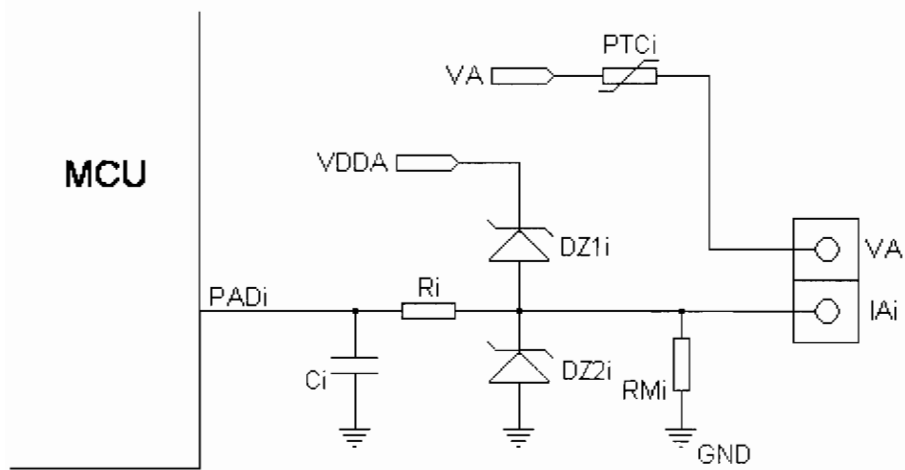 PTCi
VA
VDDA
MCU
DZ1i
VA
PADi
Ri
IAi
Ci
DZ2i
RMi
GND